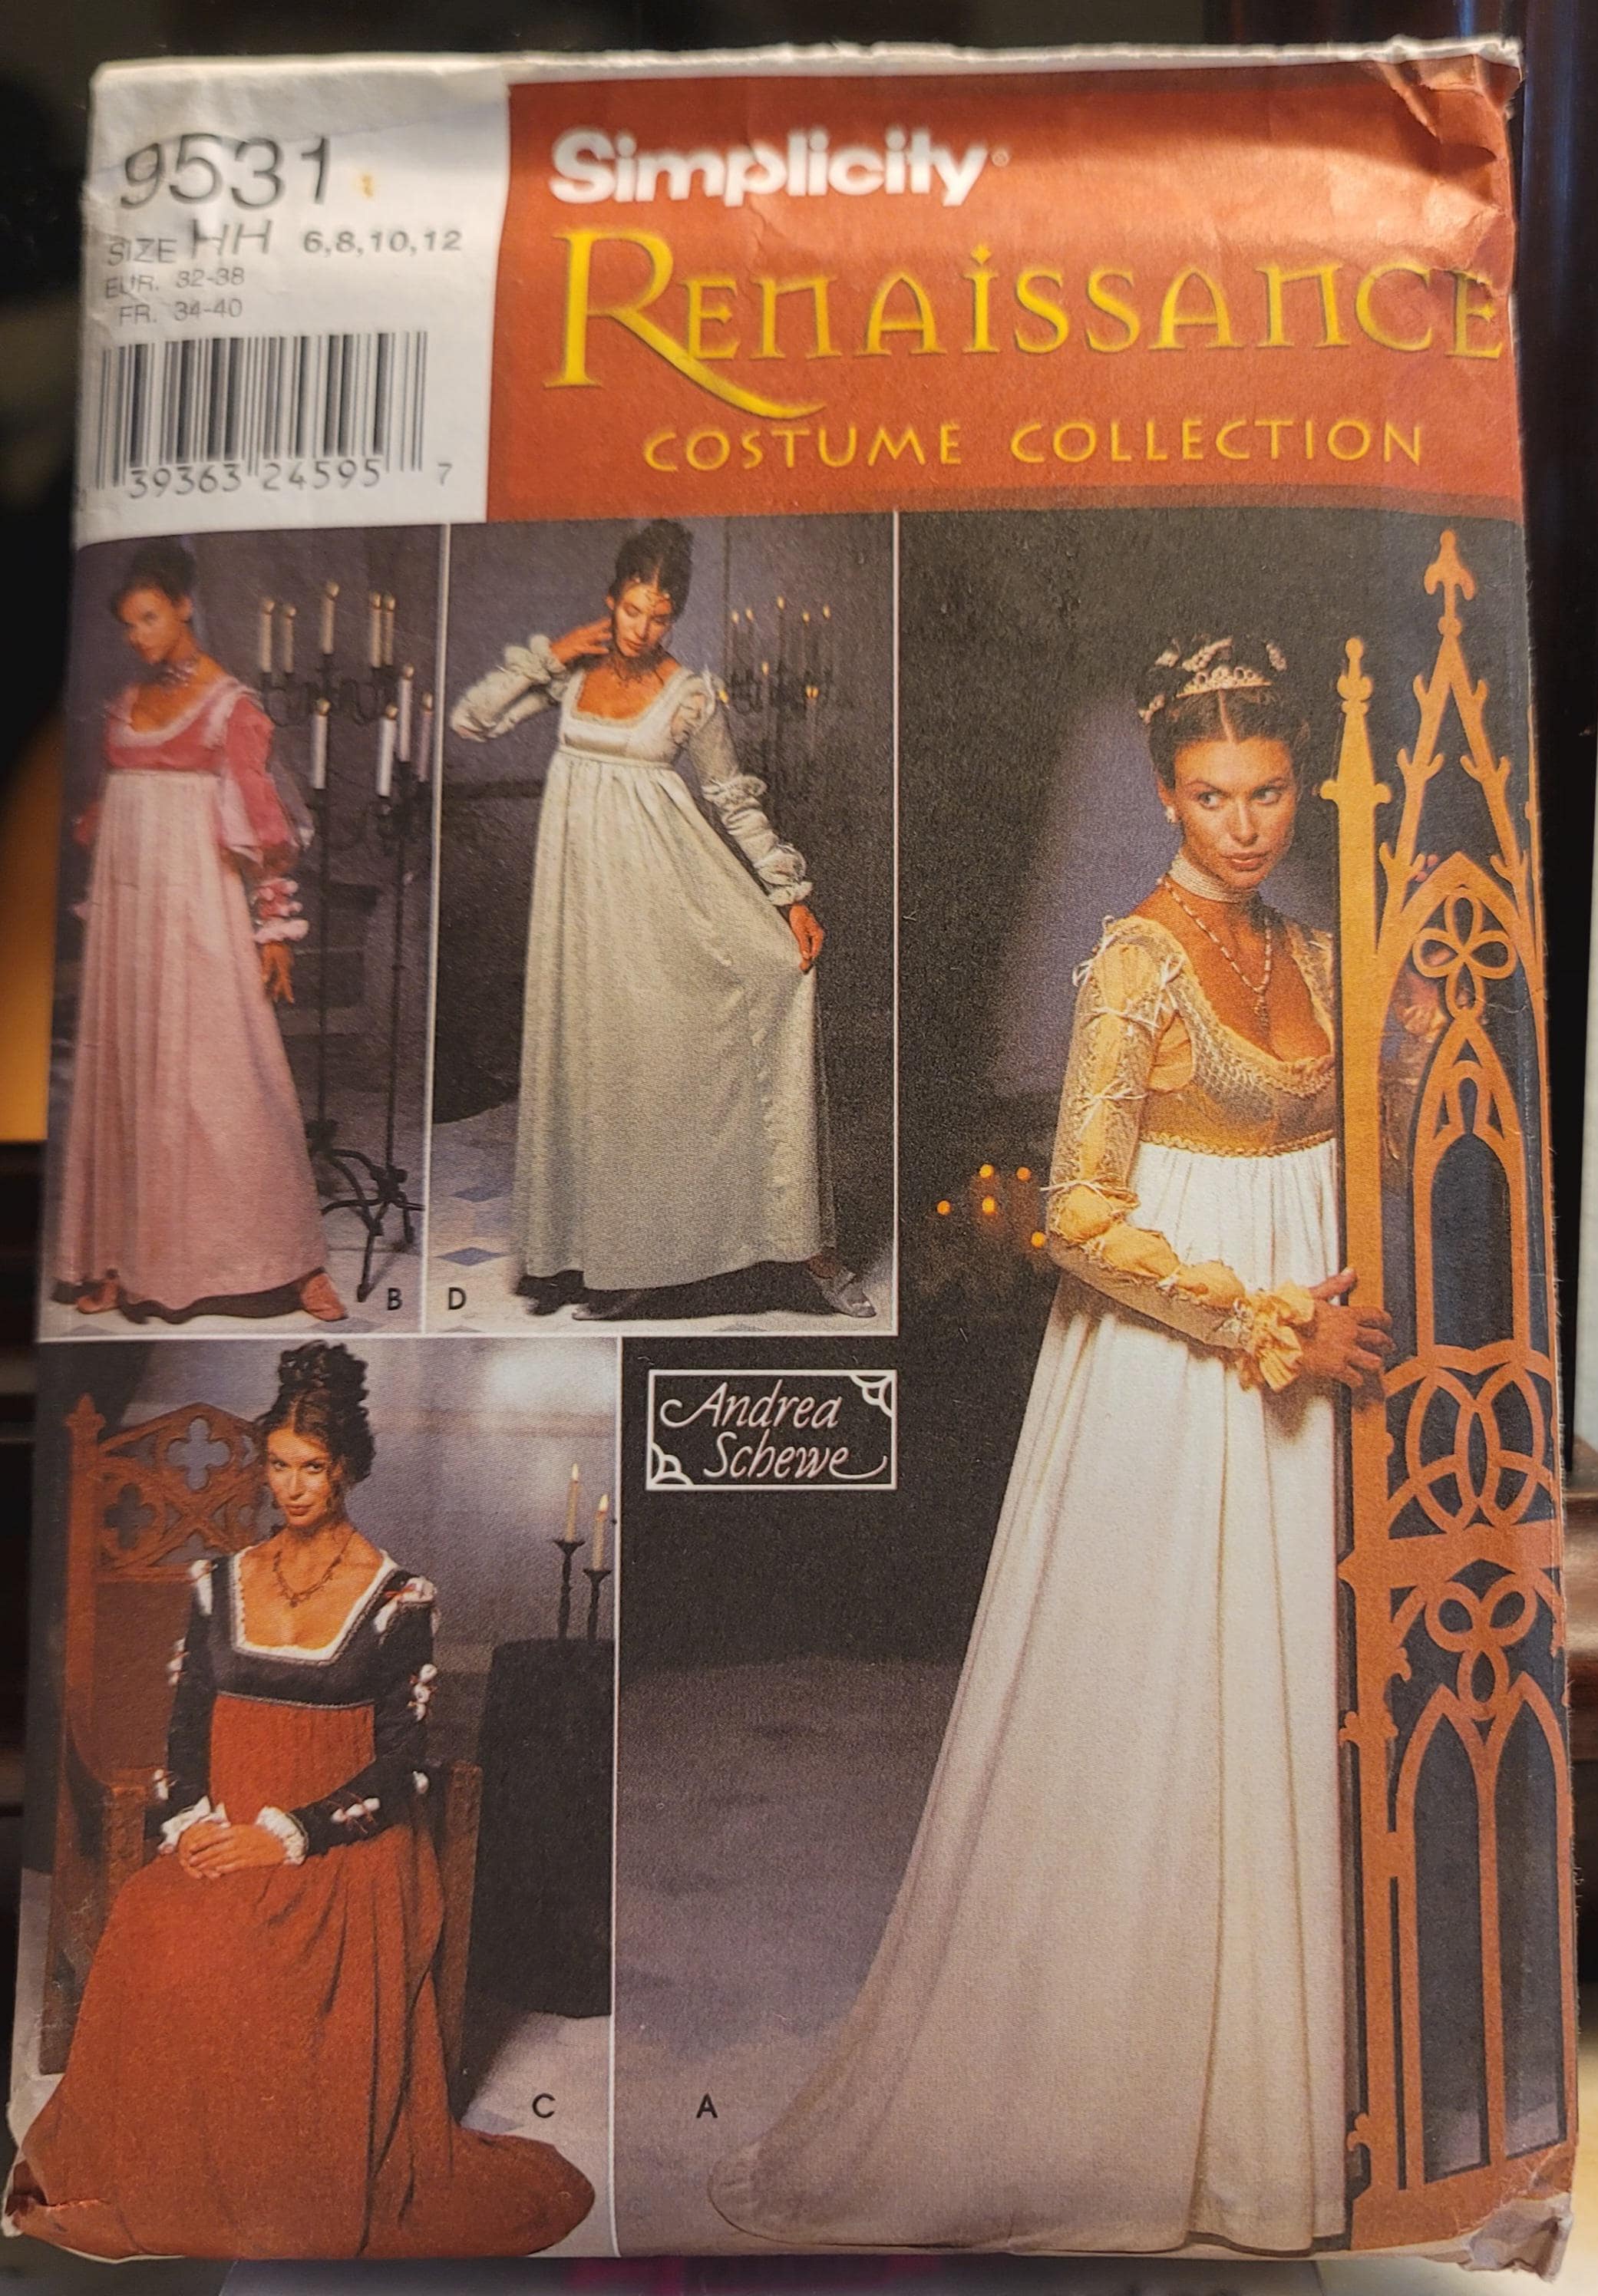 9531
SIZE HH 6,8,10,12
EUR. 32-38
FR. 34-40
39363 24595 7
Simplicity®
RENAISSANCE
COSTUME COLLECTION
B
D
Andrea
Schewe
C
A